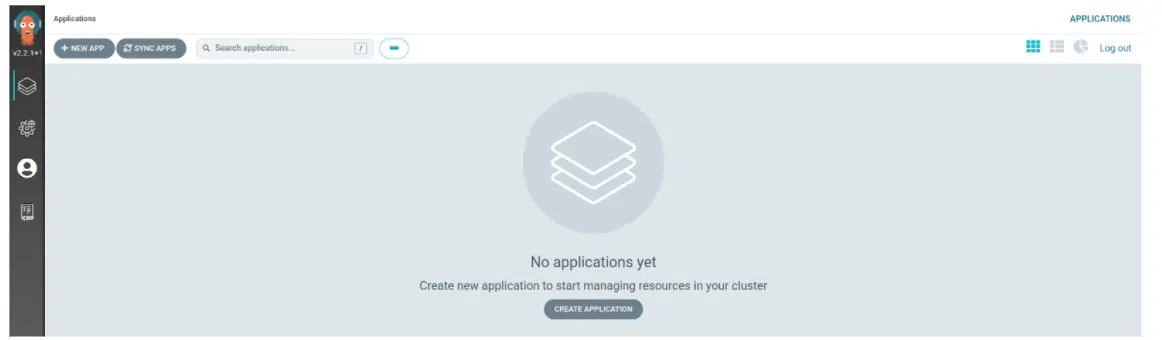 Applications
APPLICATIONS
v2.2.1+1
+ NEW APP
SYNC APPS
Search applications...
/
Log out
No applications yet
Create new application to start managing resources in your cluster
CREATE APPLICATION